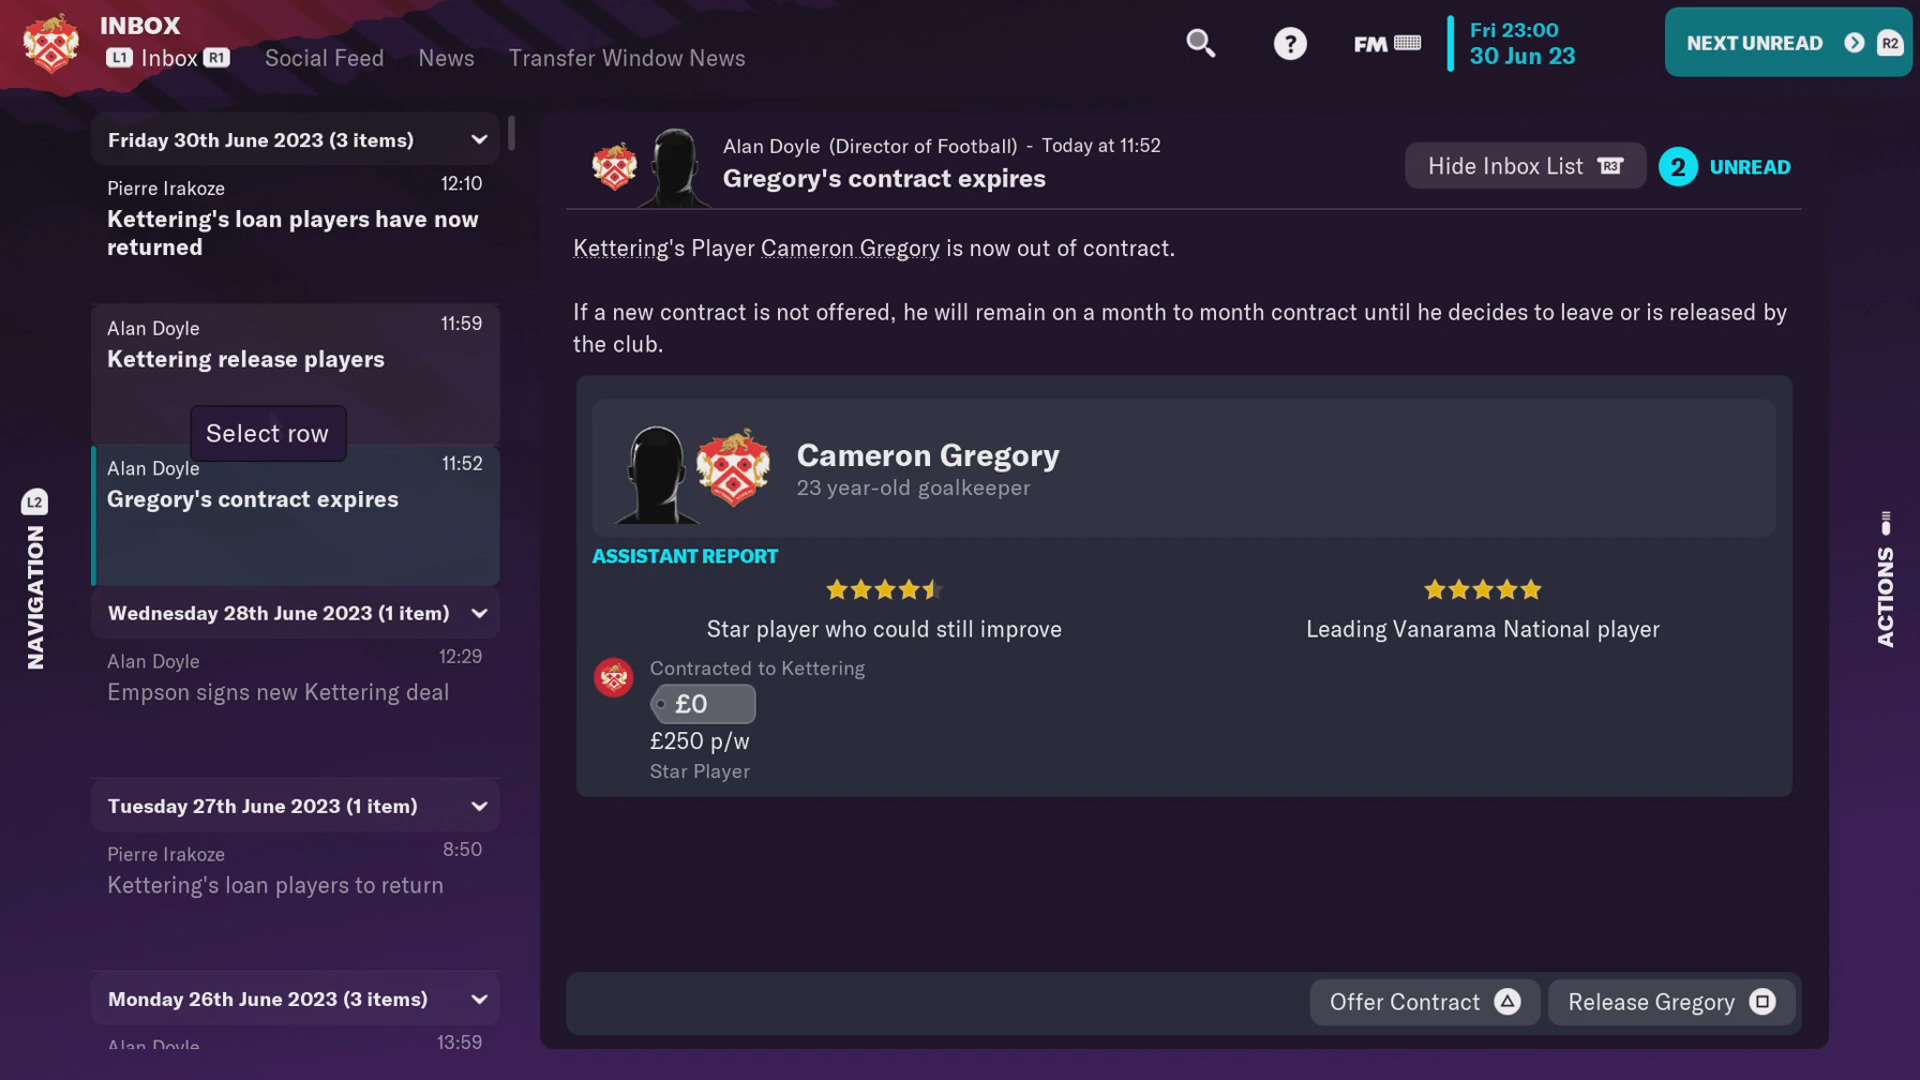 INBOX
L1 Inbox R1 Social Feed News Transfer Window News
FM
Fri 23:00
30 Jun 23
NEXT UNREAD R2
Friday 30th June 2023 (3 items)
Pierre Irakoze 12:10
Kettering's loan players have now
returned
Alan Doyle 11:59
Kettering release players
Select row
Alan Doyle 11:52
Gregory's contract expires
Wednesday 28th June 2023 (1 item)
Alan Doyle 12:29
Empson signs new Kettering deal
Tuesday 27th June 2023 (1 item)
Pierre Irakoze 8:50
Kettering's loan players to return
Monday 26th June 2023 (3 items)
Alan Doyle 13:59
NAVIGATION L2
Alan Doyle (Director of Football) - Today at 11:52
Gregory's contract expires
Hide Inbox List R3
2 UNREAD
Kettering's Player Cameron Gregory is now out of contract.
If a new contract is not offered, he will remain on a month to month contract until he decides to leave or is released by
the club.
Cameron Gregory
23 year-old goalkeeper
ASSISTANT REPORT
Star player who could still improve
Leading Vanarama National player
Contracted to Kettering
£0
£250 p/w
Star Player
Offer Contract
Release Gregory
ACTIONS